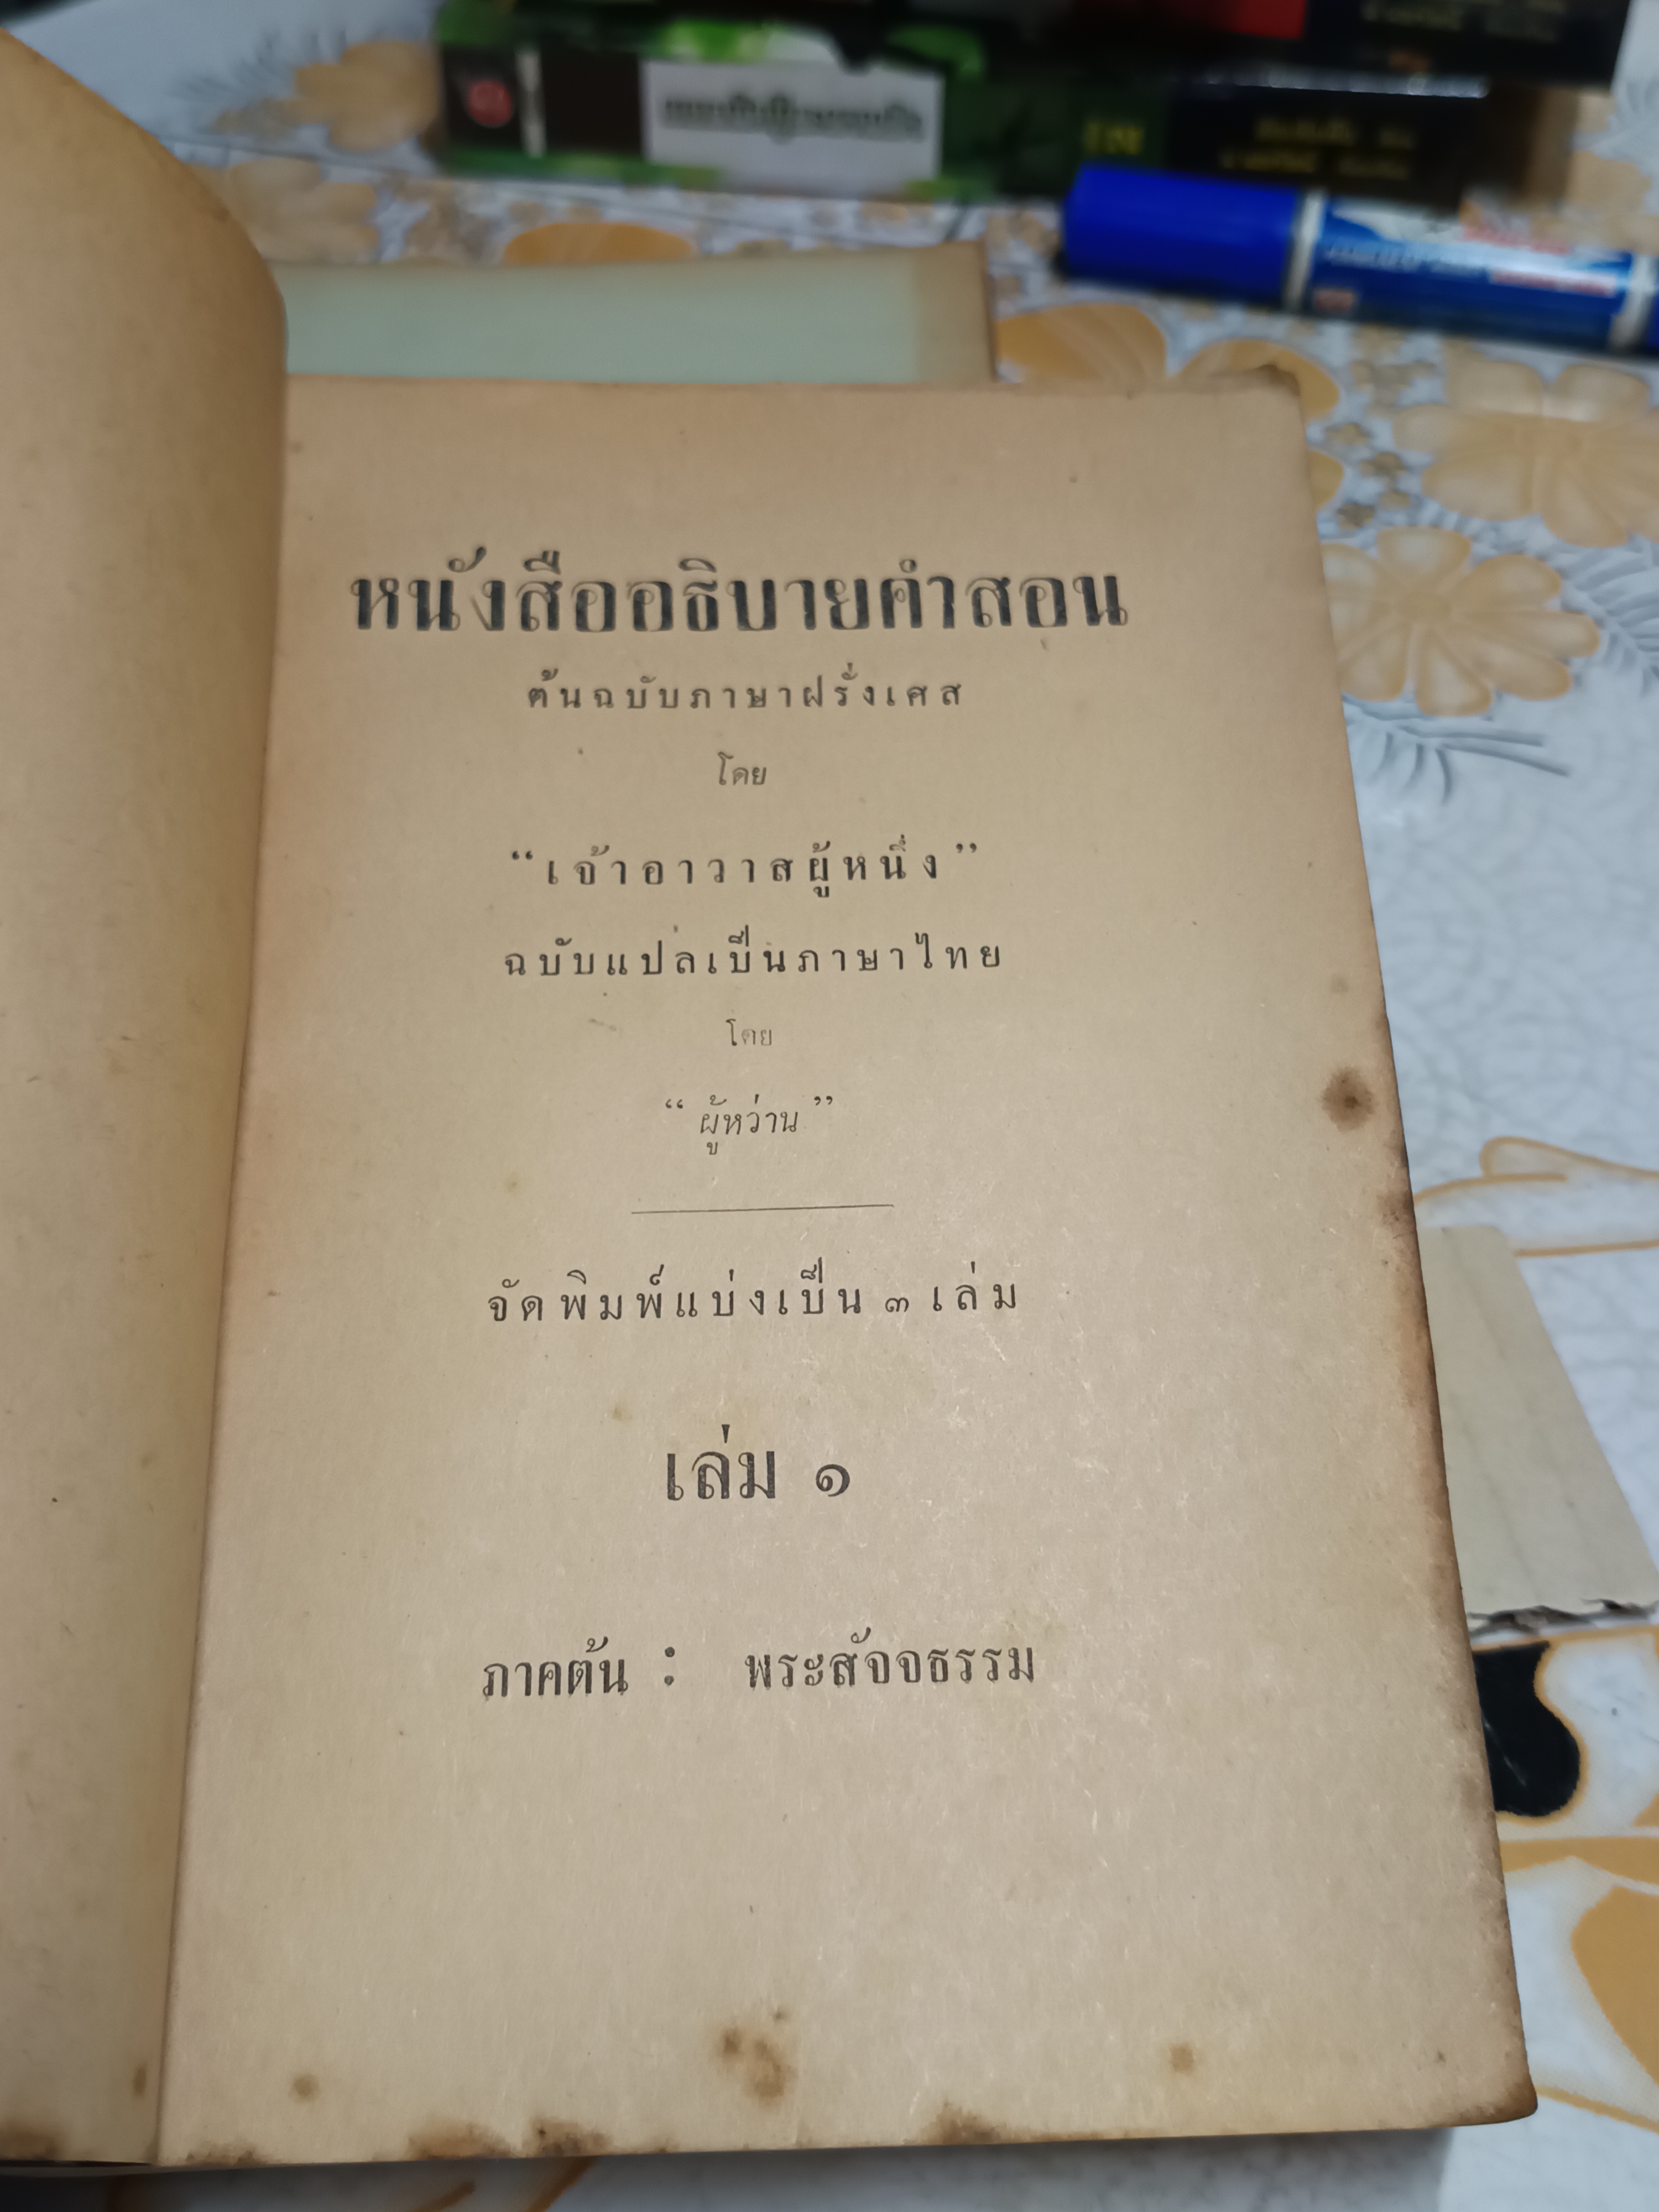 หนังสืออธิบายคำสอน
ต้นฉบับภาษาฝรั่งเศส
โดย
“เจ้าอาวาสผู้หนึ่ง”
ฉบับแปลเป็นภาษาไทย
โดย
“ผู้หว่าน”
จัดพิมพ์แบ่งเป็น ๓ เล่ม
เล่ม ๑
ภาคต้น : พระสัจจธรรม